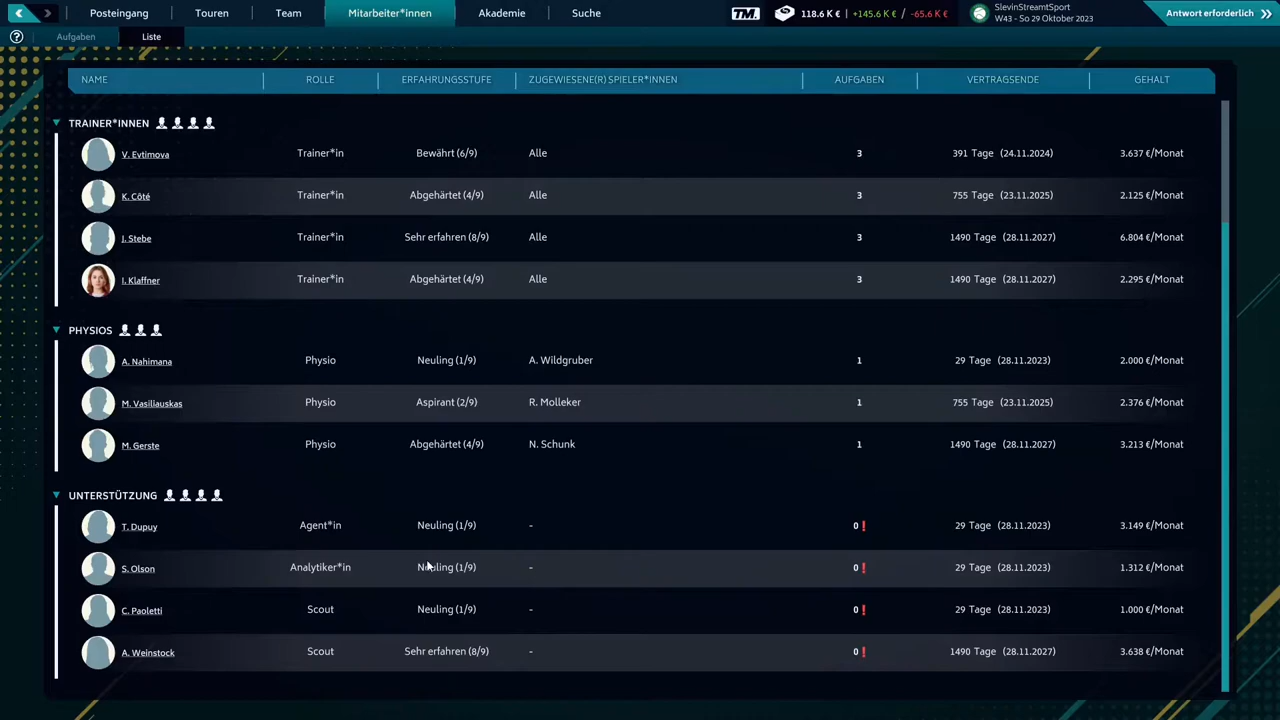 Posteingang Touren Team Mitarbeiter*innen Akademie Suche TM. 118.6 K € / +145.6 K € / -65.6 K € SlevinStreamtSport Antwort erforderlich
W43 - So 29 Oktober 2023
? Aufgaben Liste
NAME ROLLE ERFAHRUNGSSTUFE ZUGEWIESENE(R) SPIELER*INNEN AUFGABEN VERTRAGSENDE GEHALT
TRAINER*INNEN
V. Evtimova Trainer*in Bewährt (6/9) Alle 3 391 Tage (24.11.2024) 3.637 €/Monat
K. Côté Trainer*in Abgehärtet (4/9) Alle 3 755 Tage (23.11.2025) 2.125 €/Monat
J. Stebe Trainer*in Sehr erfahren (8/9) Alle 3 1490 Tage (28.11.2027) 6.804 €/Monat
I. Klaffner Trainer*in Abgehärtet (4/9) Alle 3 1490 Tage (28.11.2027) 2.295 €/Monat
PHYSIOS
A. Nahimana Physio Neuling (1/9) A. Wildgruber 1 29 Tage (28.11.2023) 2.000 €/Monat
M. Vasiliauskas Physio Aspirant (2/9) R. Molleker 1 755 Tage (23.11.2025) 2.376 €/Monat
M. Gerste Physio Abgehärtet (4/9) N. Schunk 1 1490 Tage (28.11.2027) 3.213 €/Monat
UNTERSTÜTZUNG
T. Dupuy Agent*in Neuling (1/9) - 0 ! 29 Tage (28.11.2023) 3.149 €/Monat
S. Olson Analytiker*in Neuling (1/9) - 0 ! 29 Tage (28.11.2023) 1.312 €/Monat
C. Paoletti Scout Neuling (1/9) - 0 ! 29 Tage (28.11.2023) 1.000 €/Monat
A. Weinstock Scout Sehr erfahren (8/9) - 0 ! 1490 Tage (28.11.2027) 3.638 €/Monat